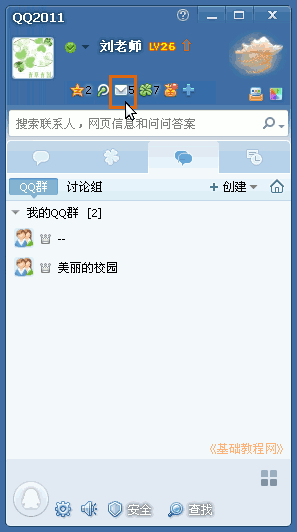 QQ2011
刘老师 LV26
2 5 7
搜索联系人，网页信息和问问答案
QQ群 讨论组 创建
我的QQ群 [2]
--
美丽的校园
《基础教程网》
安全 查找